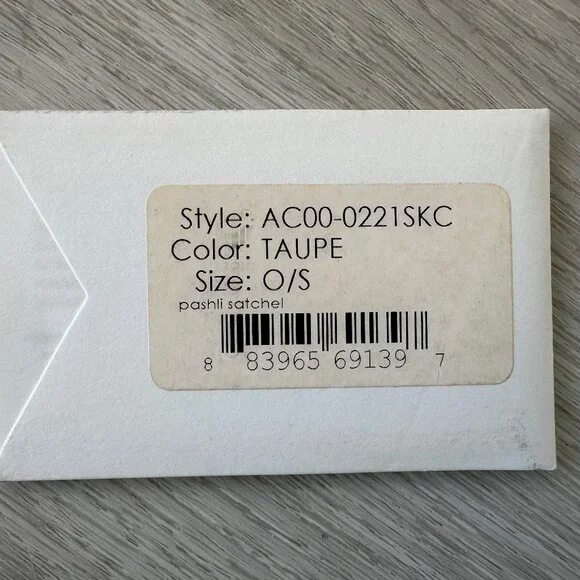 Style: AC00-0221SKC
Color: TAUPE
Size: O/S
pashli satchel
8 83965 69139 7